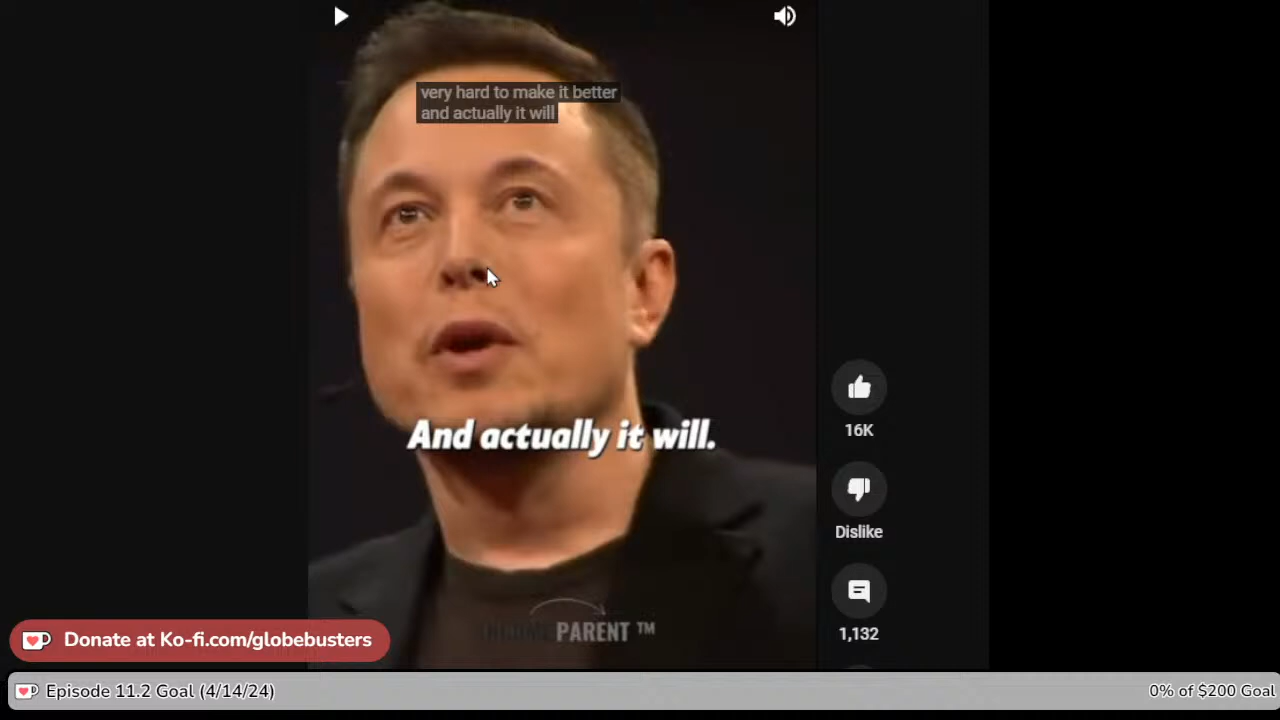 very hard to make it better
and actually it will
And actually it will.
16K
Dislike
PARENT ™
1,132
Donate at Ko-fi.com/globebusters
Episode 11.2 Goal (4/14/24)
0% of $200 Goal